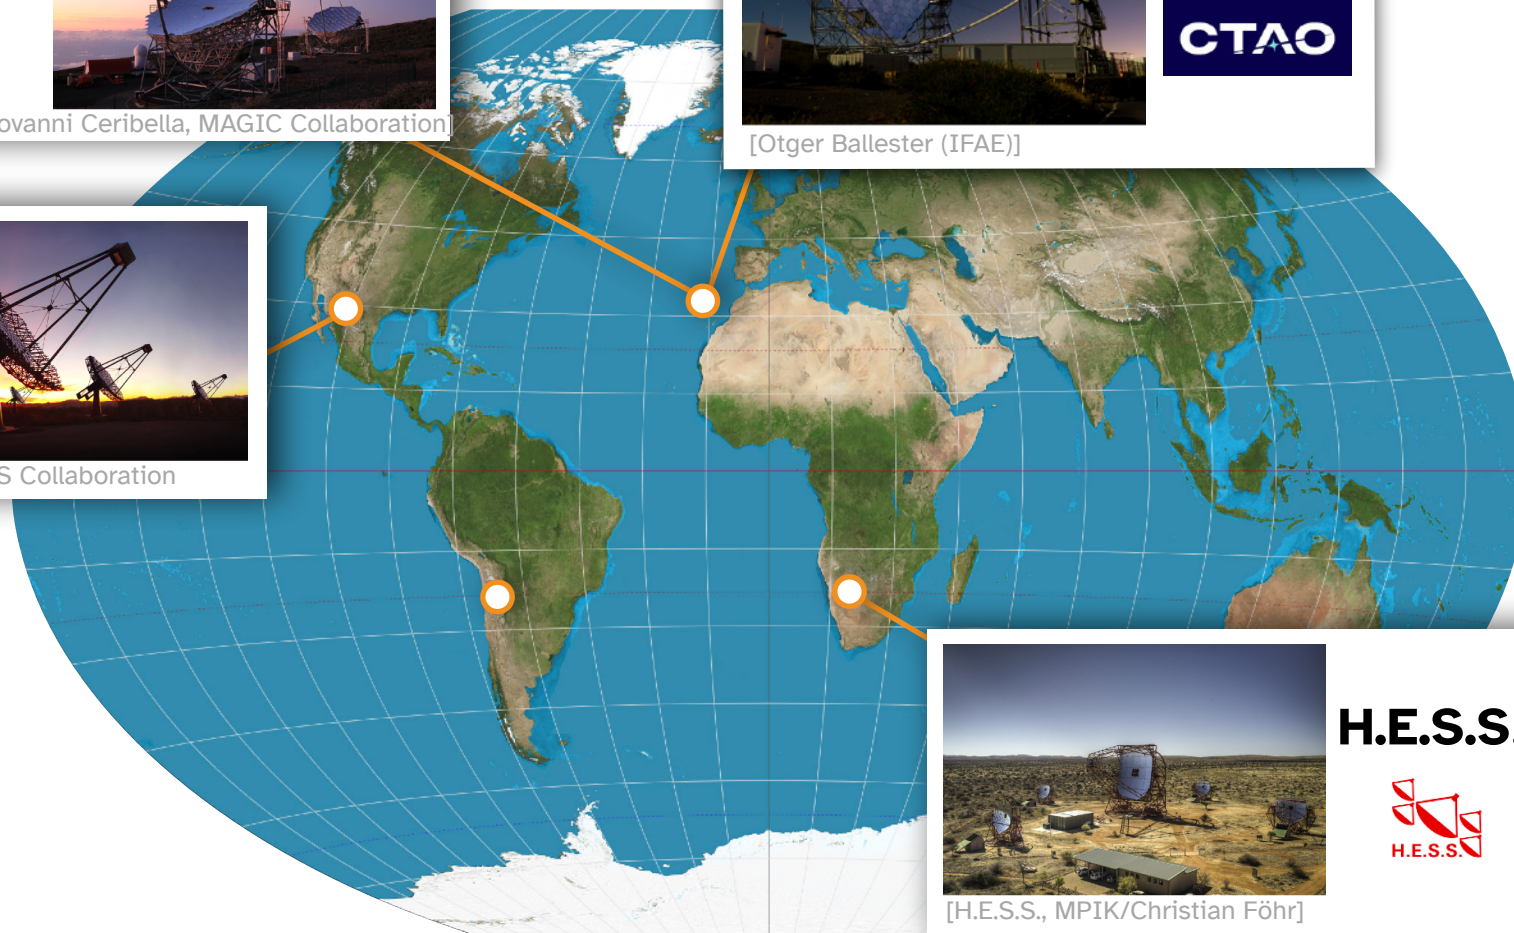 CTAO
ovanni Ceribella, MAGIC Collaboration]
[Otger Ballester (IFAE)]
S Collaboration
H.E.S.S.
H.E.S.S.
[H.E.S.S., MPIK/Christian Föhr]